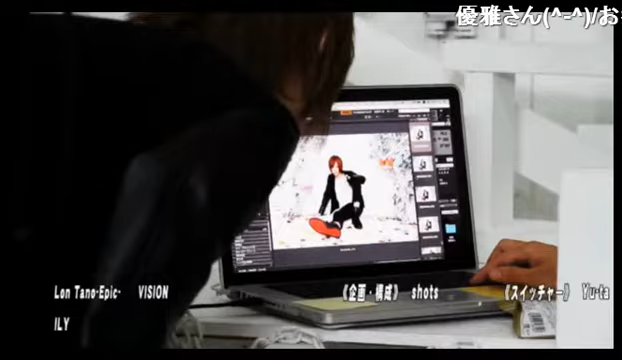 優雅さん(^-^)/お
Lon Tano-Epic- VISION 《企画・構成》 shots 《スイッチャー》 Yu-ta
ILY